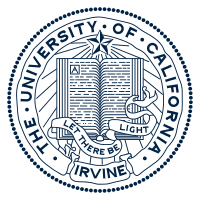 ·THE·UNIVERSITY·OF·CALIFORNIA·
A
LET THERE BE
LIGHT
IRVINE